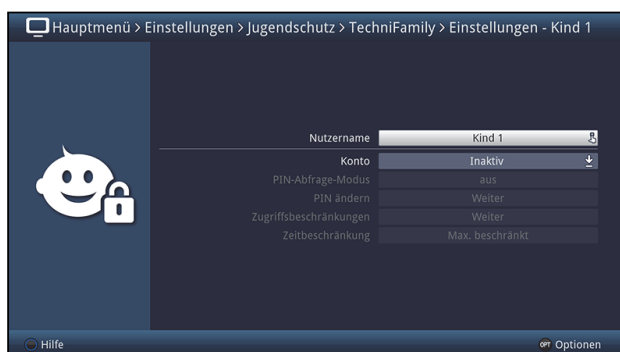 Hauptmenü > Einstellungen > Jugendschutz > TechniFamily > Einstellungen - Kind 1
Nutzername Kind 1
Konto Inaktiv
PIN-Abfrage-Modus aus
PIN ändern Weiter
Zugriffsbeschränkungen Weiter
Zeitbeschränkung Max. beschränkt
Hilfe OPT Optionen